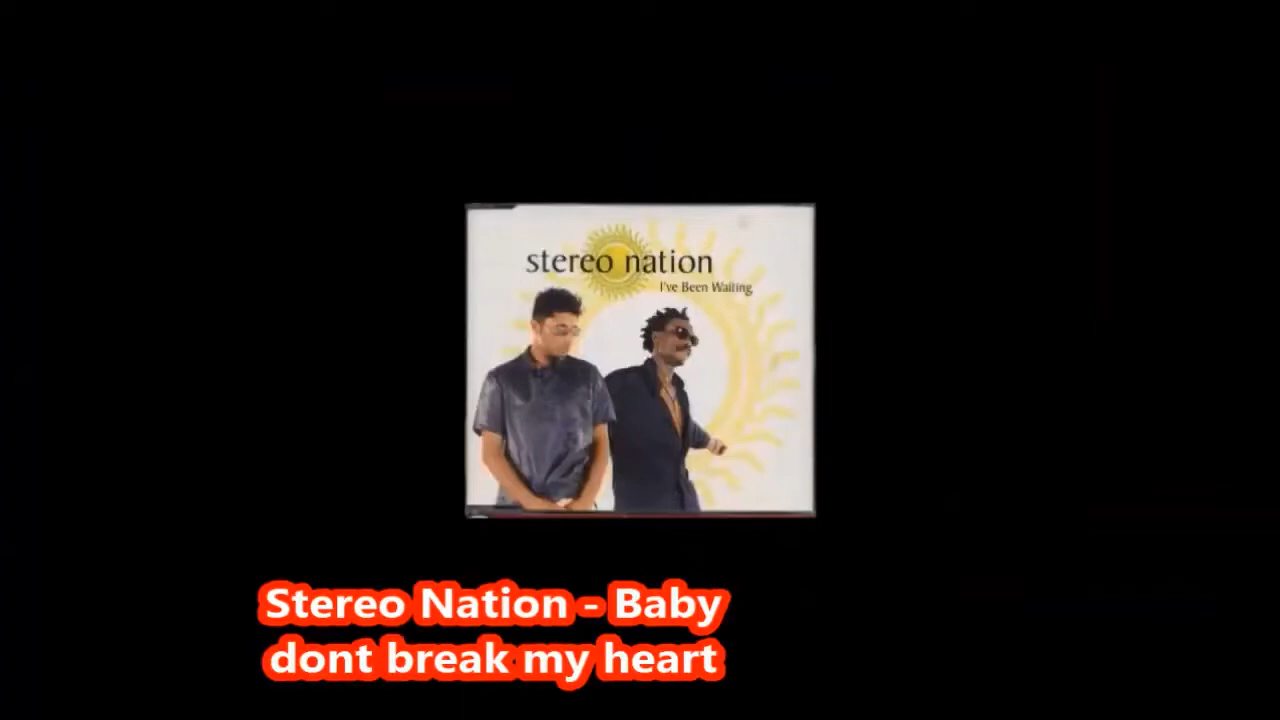 stereo nation
I've Been Waiting
Stereo Nation - Baby
dont break my heart